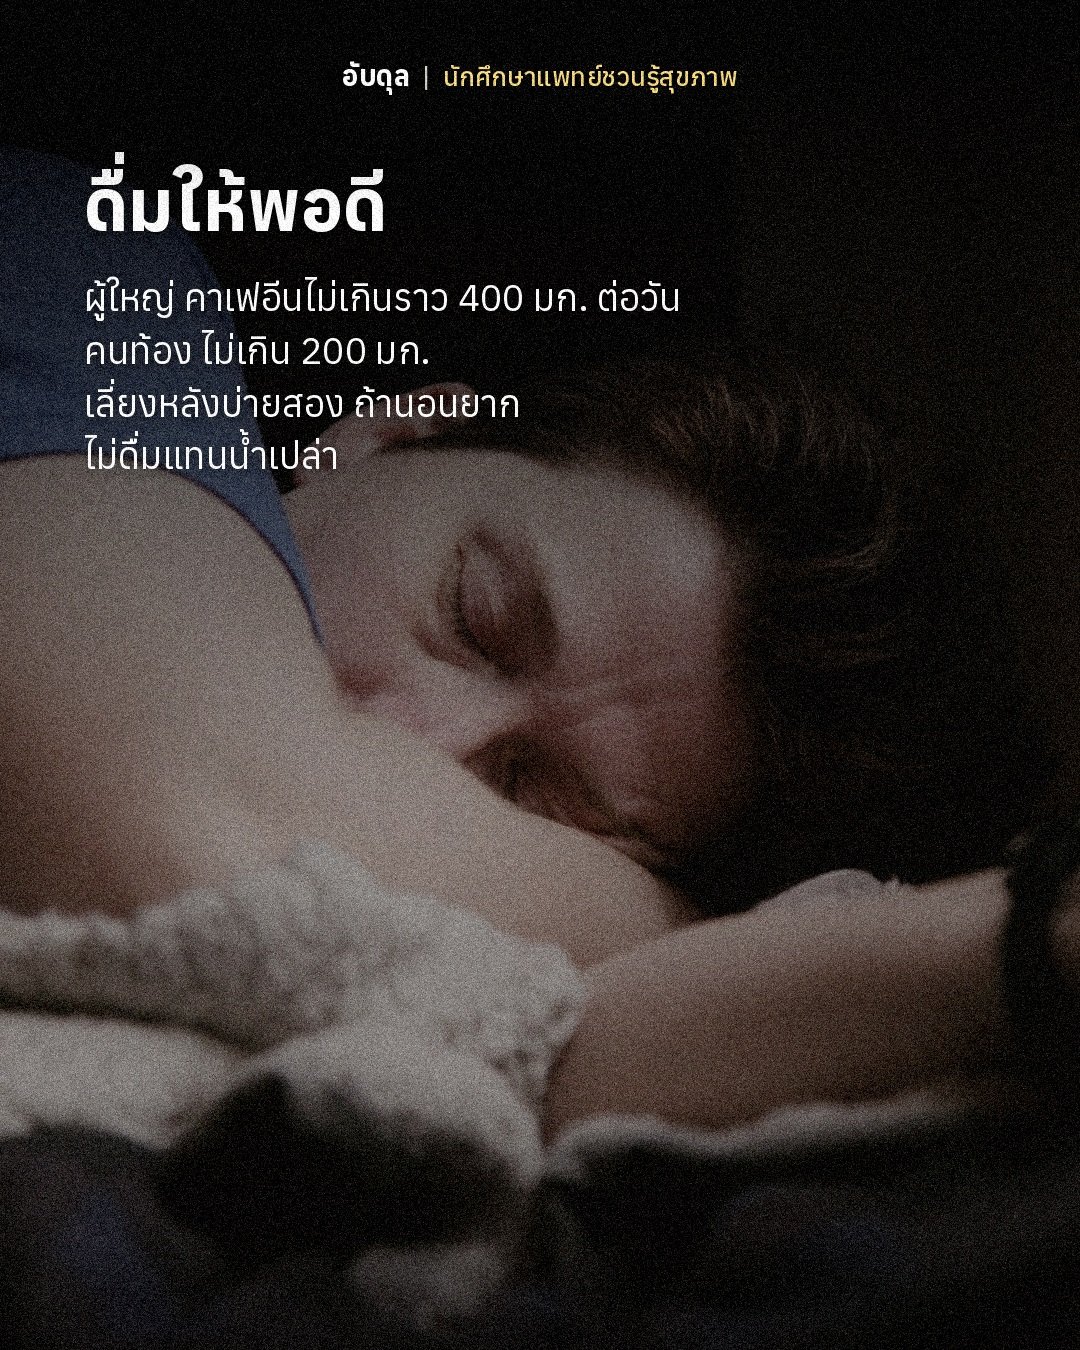 อับดุล | นักศึกษาแพทย์ชวนรู้สุขภาพ
ดื่มให้พอดี
ผู้ใหญ่ คาเฟอีนไม่เกินราว 400 มก. ต่อวัน
คนท้อง ไม่เกิน 200 มก.
เลี่ยงหลังบ่ายสอง ถ้านอนยาก
ไม่ดื่มแทนน้ำเปล่า